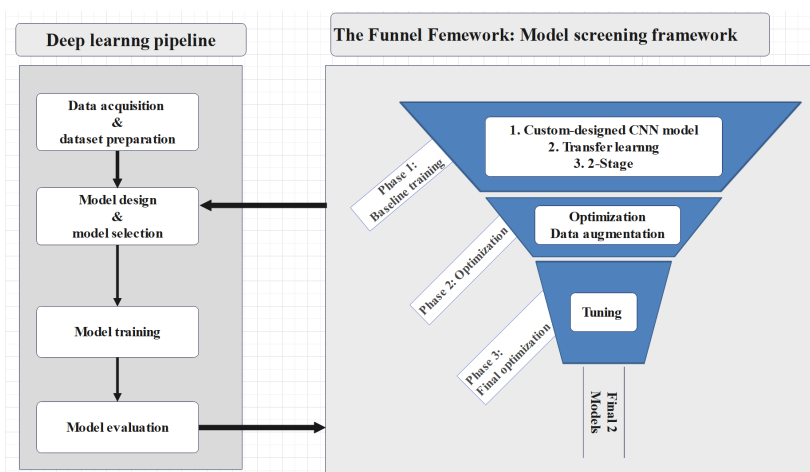 Deep learnng pipeline
Data acquisition
&
dataset preparation
Model design
&
model selection
Model training
Model evaluation
The Funnel Femework: Model screening framework
1. Custom-designed CNN model
2. Transfer learnng
3. 2-Stage
Phase 1:
Baseline training
Optimization
Data augmentation
Phase 2: Optimization
Tuning
Phase 3:
Final optimization
Final 2
Models